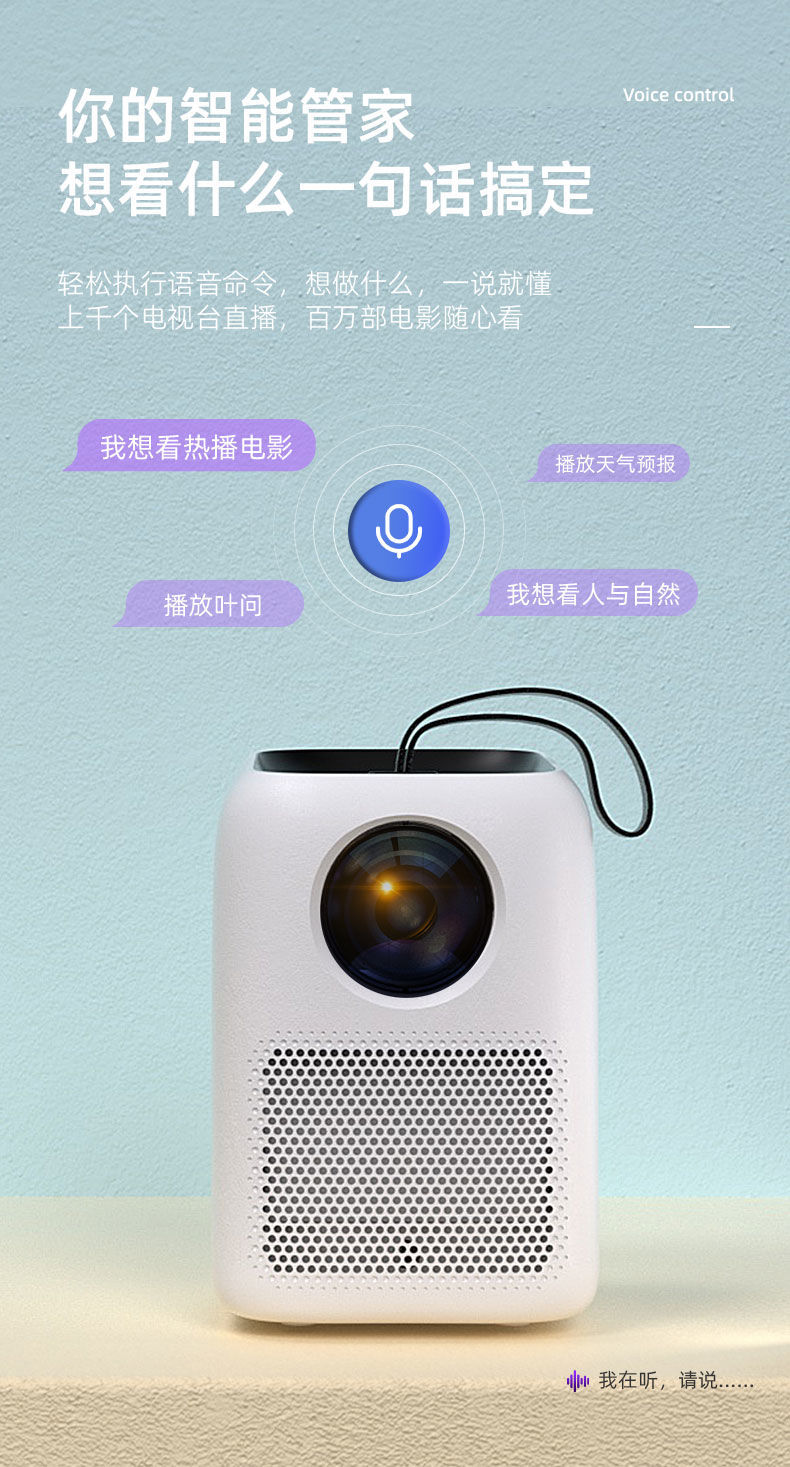 你的智能管家
Voice control
想看什么一句话搞定
轻松执行语音命令，想做什么，一说就懂
上千个电视台直播，百万部电影随心看
我想看热播电影
播放天气预报
播放叶问
我想看人与自然
我在听，请说......